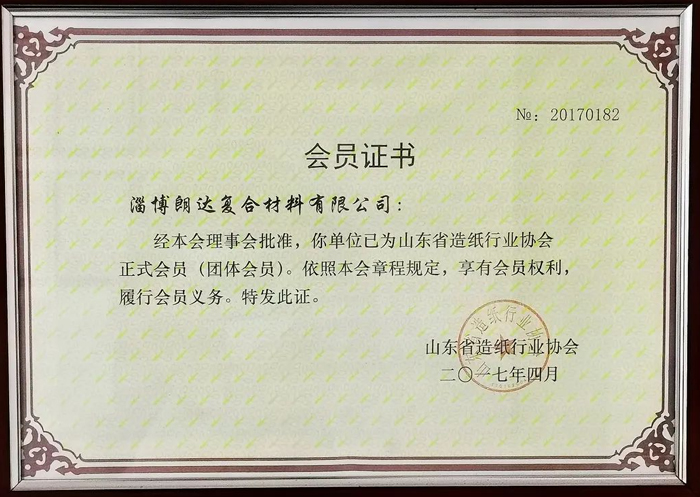 №: 20170182
会员证书
淄博朗达复合材料有限公司:
经本会理事会批准,你单位已为山东省造纸行业协会
正式会员(团体会员)。依照本会章程规定,享有会员权利,
履行会员义务。特发此证。
山东省造纸行业协会
二〇一七年四月